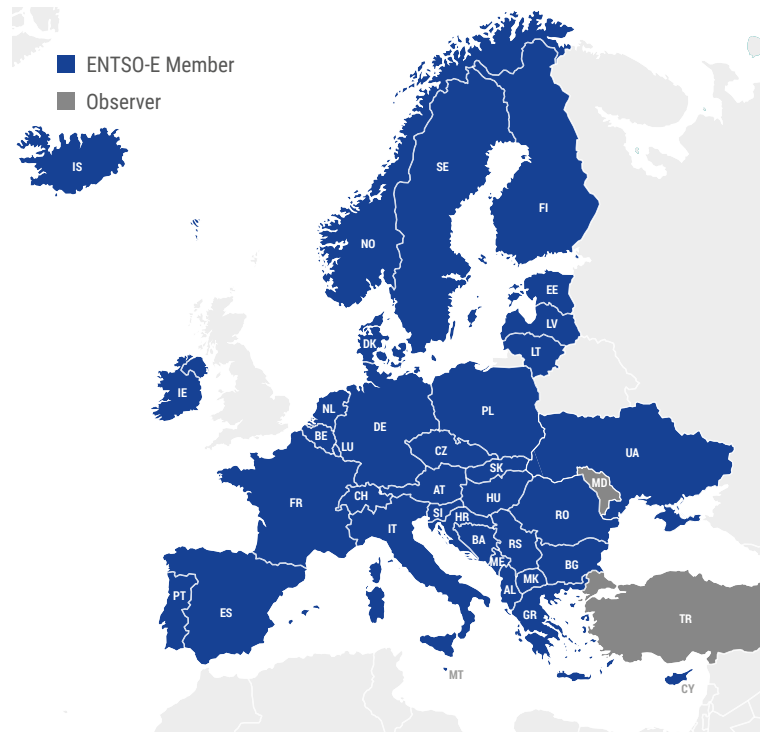 ENTSO-E Member
Observer
IS
SE
FI
NO
EE
LV
DK
LT
IE
NL
PL
DE
BE
LU
CZ
UA
SK
MD
AT
CH
HU
FR
SI
HR
RO
IT
BA
RS
ME
BG
MK
AL
PT
ES
GR
TR
MT
CY